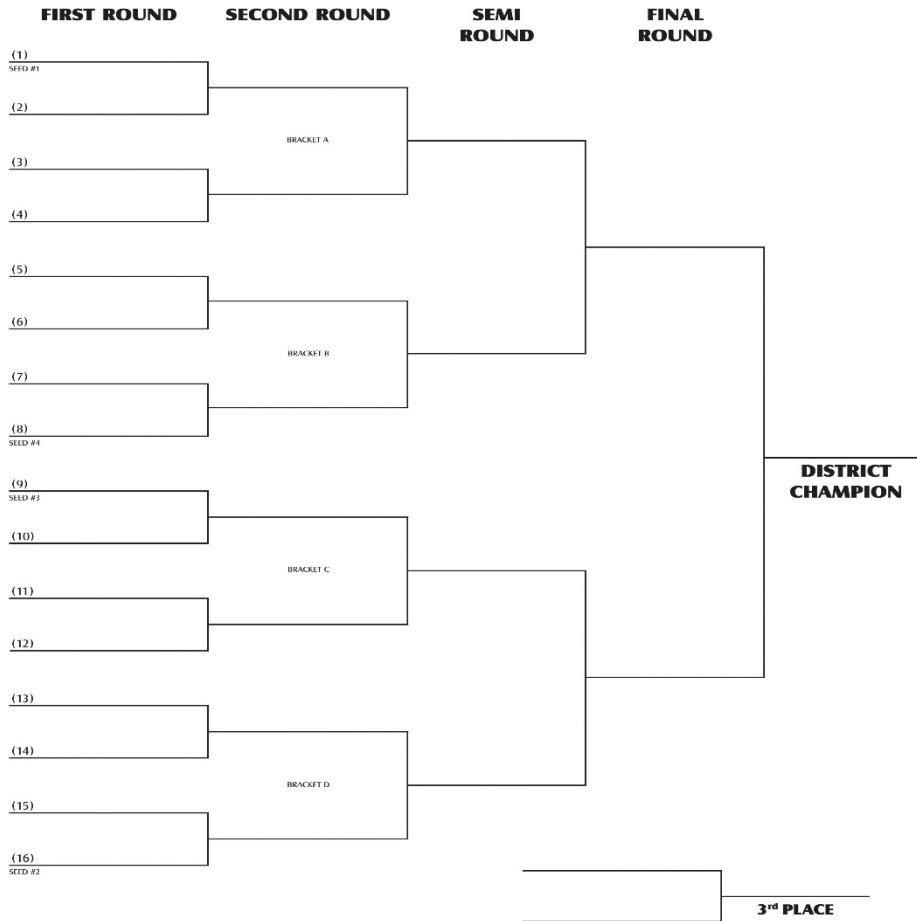 FIRST ROUND
SECOND ROUND
SEMI
ROUND
FINAL
ROUND
(1)
SEED #1
(2)
BRACKET A
(3)
(4)
(5)
(6)
BRACKET B
(7)
(8)
SEED #4
(9)
SEED #3
(10)
BRACKET C
(11)
(12)
(13)
(14)
BRACKET D
(15)
(16)
SEED #2
DISTRICT
CHAMPION
3rd PLACE